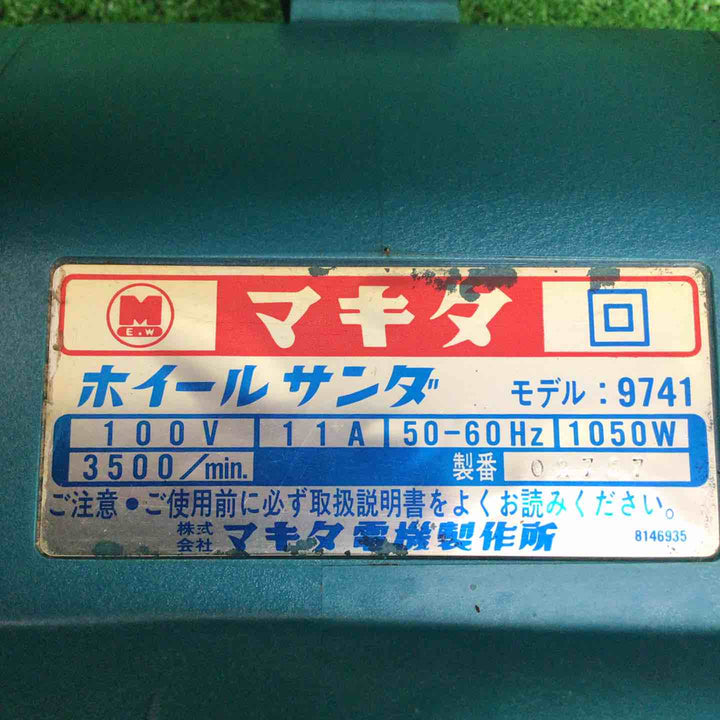 M
E.W
マキタ
ホイールサンダ モデル：9741
100V 11A 50-60Hz 1050W
3500/min. 製番
ご注意●ご使用前に必ず取扱説明書をよくお読みください。
株式会社 マキタ電機製作所 8146935